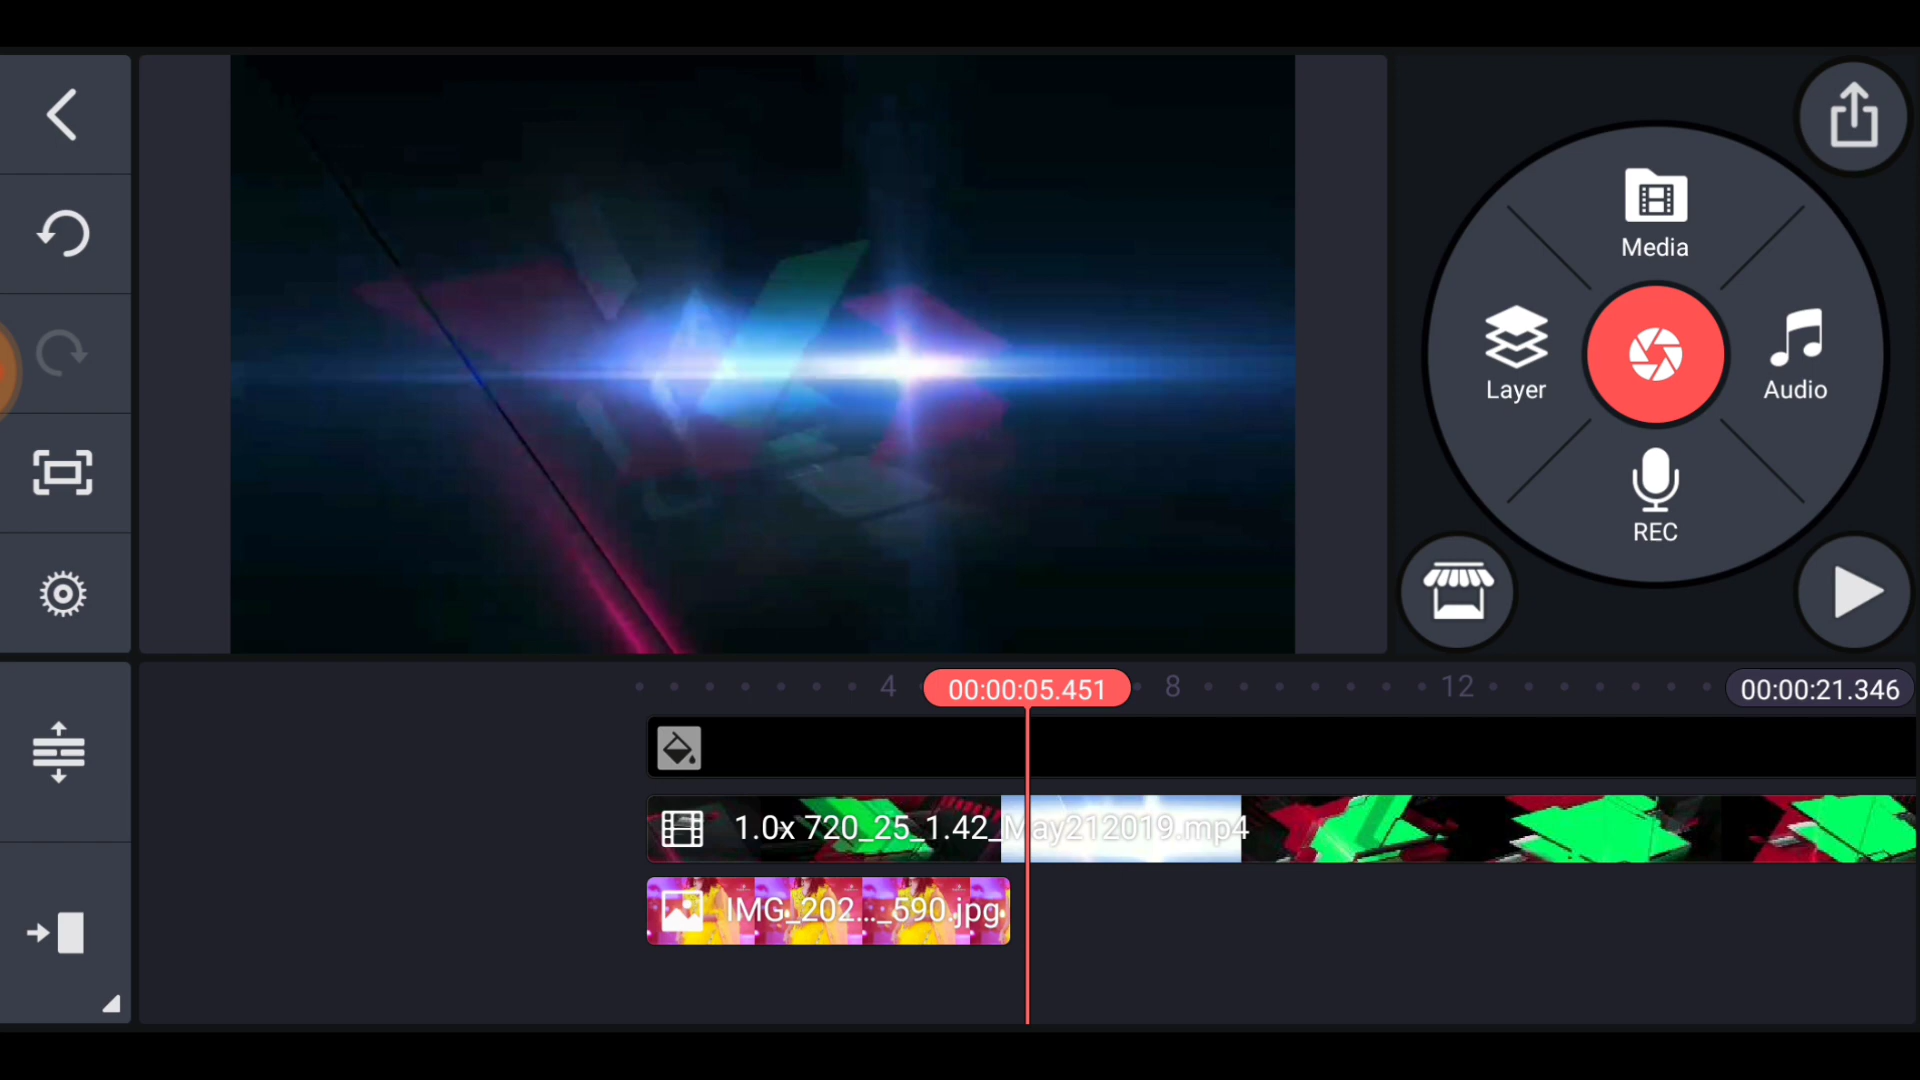 Media
Layer
Audio
REC
4
00:00:05.451
8
12
00:00:21.346
1.0x 720_25_1.42_May212019.mp4
IMG_202..._590.jpg